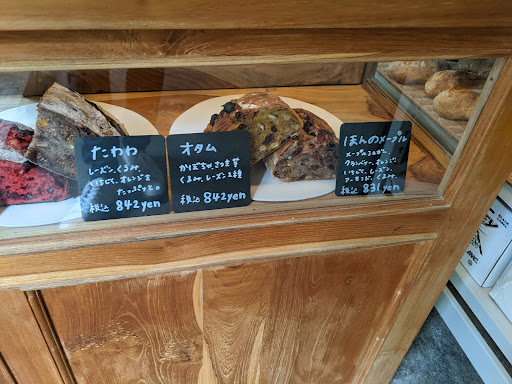 たわわ
レーズン、くるみ
いちじく、オレンジを
たっぷりと。
税込 842yen
オタム
かぼちゃ、さつま芋
くるみ、レーズン2種
税込 842yen
ほんのメープル
メープルシュガー、
クランベリー、オレンジ、
いちじく、レーズン、
アーモンド、くるみ。
税込 831yen